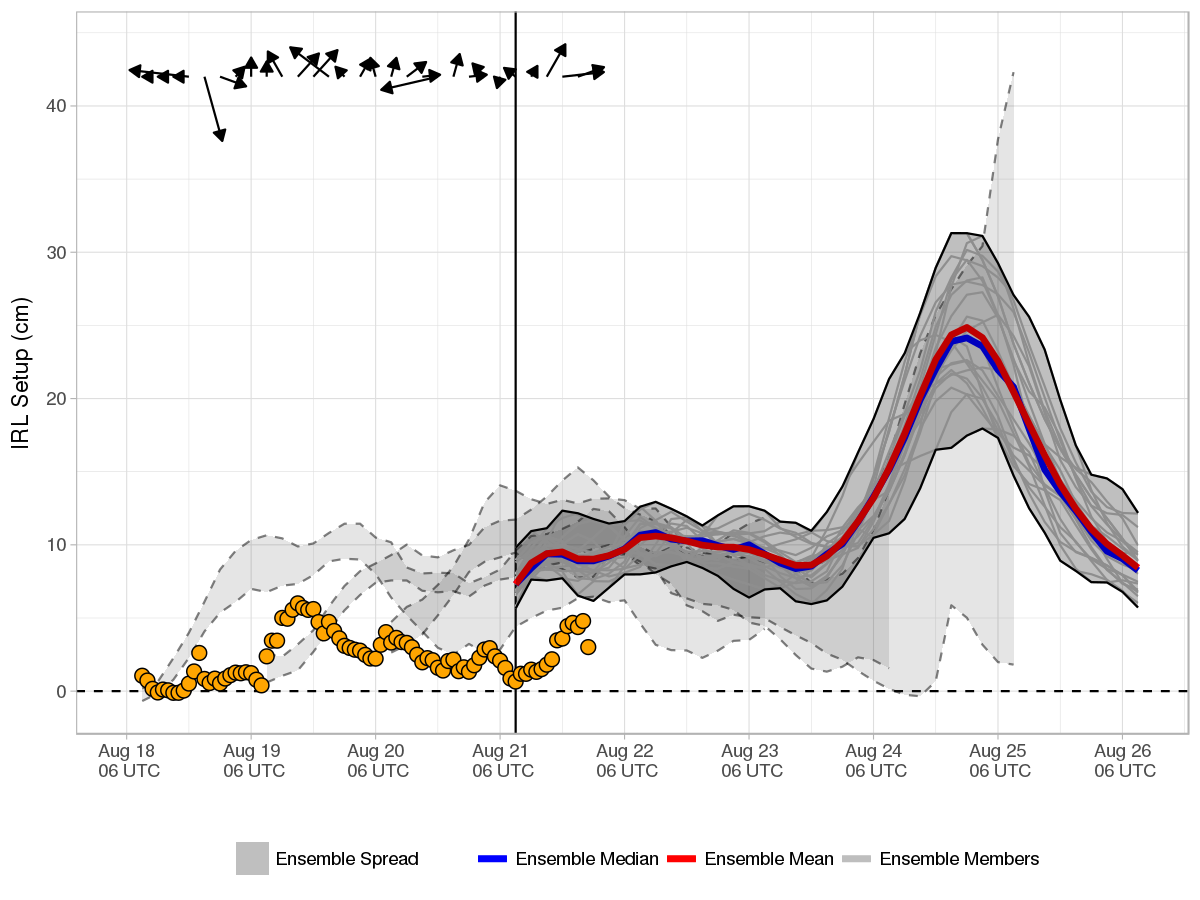 40
30
20
10
0
IRL Setup (cm)
Aug 18
06 UTC
Aug 19
06 UTC
Aug 20
06 UTC
Aug 21
06 UTC
Aug 22
06 UTC
Aug 23
06 UTC
Aug 24
06 UTC
Aug 25
06 UTC
Aug 26
06 UTC
Ensemble Spread
Ensemble Median
Ensemble Mean
Ensemble Members